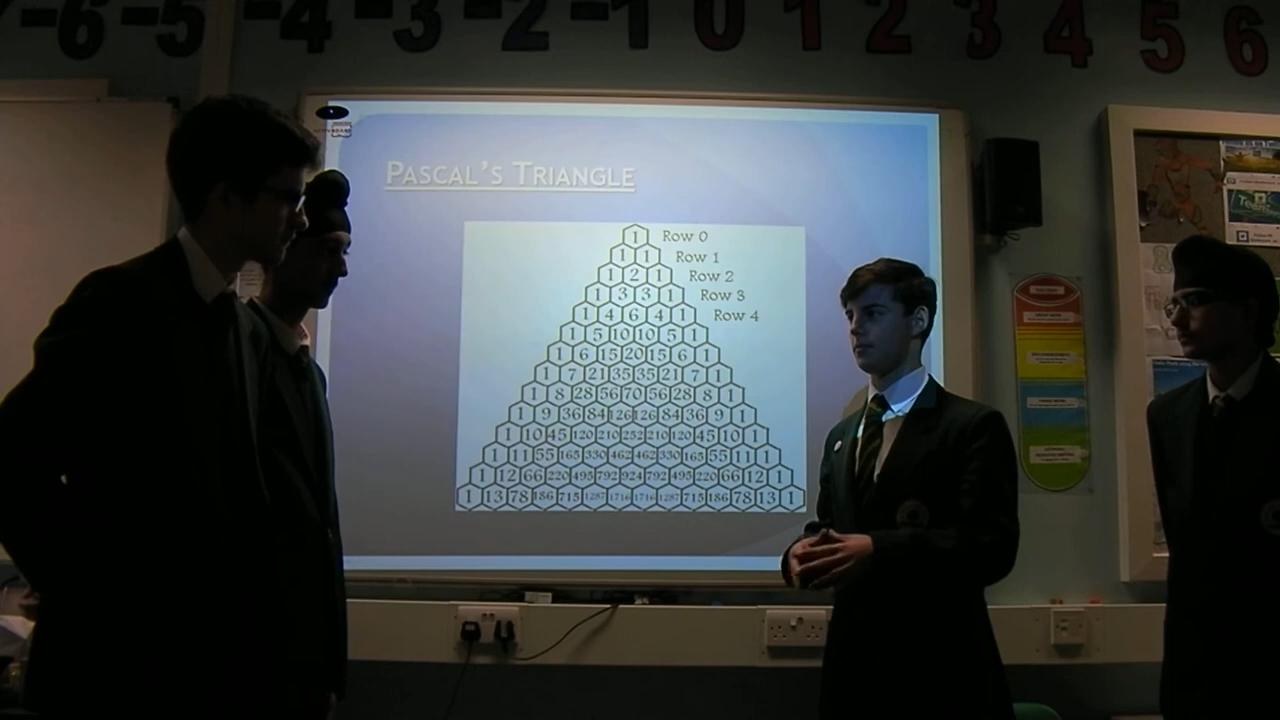 -6 -5 -4 -3 -2 -1 0 1 2 3 4 5 6
PASCAL'S TRIANGLE
1 Row 0
1 1 Row 1
1 2 1 Row 2
1 3 3 1 Row 3
1 4 6 4 1 Row 4
1 5 10 10 5 1
1 6 15 20 15 6 1
1 7 21 35 35 21 7 1
1 8 28 56 70 56 28 8 1
1 9 36 84 126 126 84 36 9 1
1 10 45 120 210 252 210 120 45 10 1
1 11 55 165 330 462 462 330 165 55 11 1
1 12 66 220 495 792 924 792 495 220 66 12 1
1 13 78 186 715 1287 1716 1716 1287 715 186 78 13 1